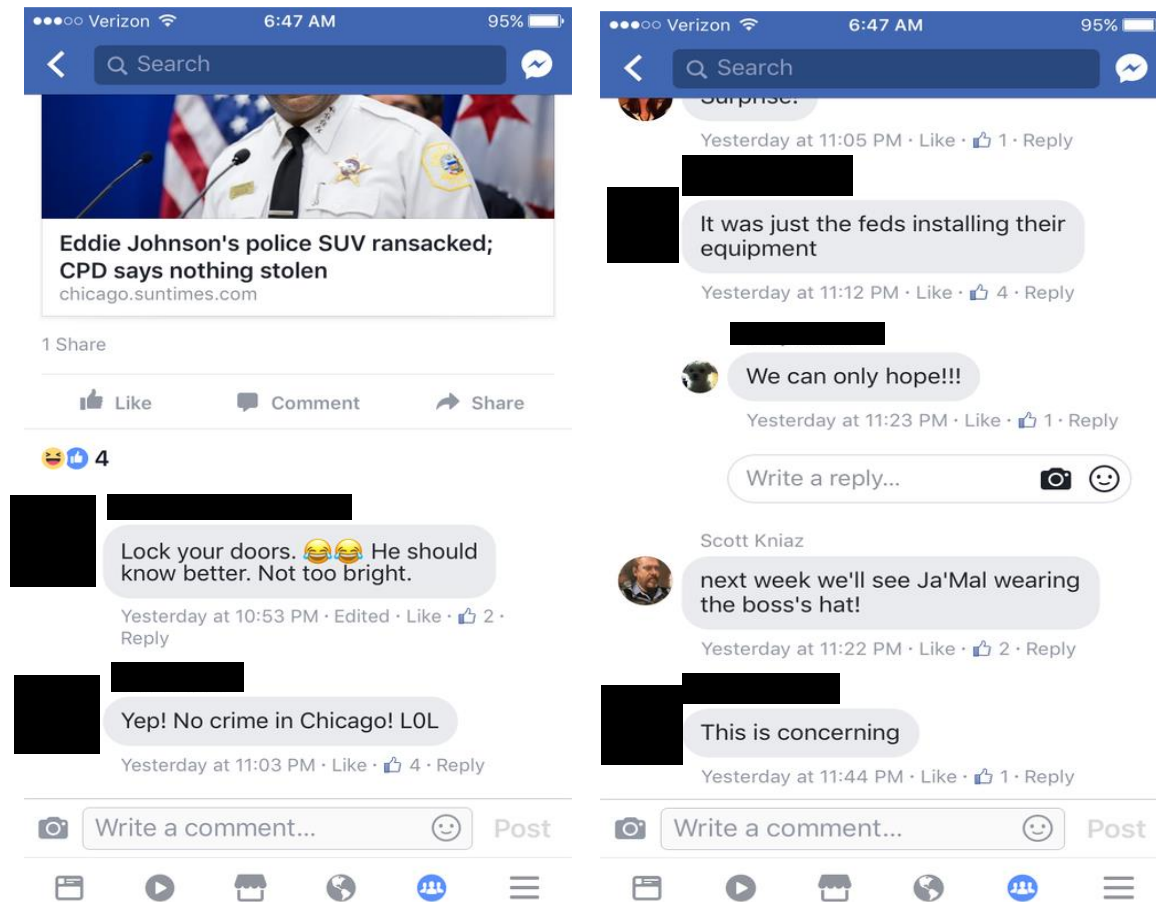 Verizon 6:47 AM 95%
Search
Eddie Johnson's police SUV ransacked;
CPD says nothing stolen
chicago.suntimes.com
1 Share
Like Comment Share
😆👍 4
Lock your doors. 😂😂 He should
know better. Not too bright.
Yesterday at 10:53 PM · Edited · Like · 👍 2 ·
Reply
Yep! No crime in Chicago! LOL
Yesterday at 11:03 PM · Like · 👍 4 · Reply
Write a comment... Post
Verizon 6:47 AM 95%
Search
Surprise!
Yesterday at 11:05 PM · Like · 👍 1 · Reply
It was just the feds installing their
equipment
Yesterday at 11:12 PM · Like · 👍 4 · Reply
We can only hope!!!
Yesterday at 11:23 PM · Like · 👍 1 · Reply
Write a reply...
Scott Kniaz
next week we'll see Ja'Mal wearing
the boss's hat!
Yesterday at 11:22 PM · Like · 👍 2 · Reply
This is concerning
Yesterday at 11:44 PM · Like · 👍 1 · Reply
Write a comment... Post